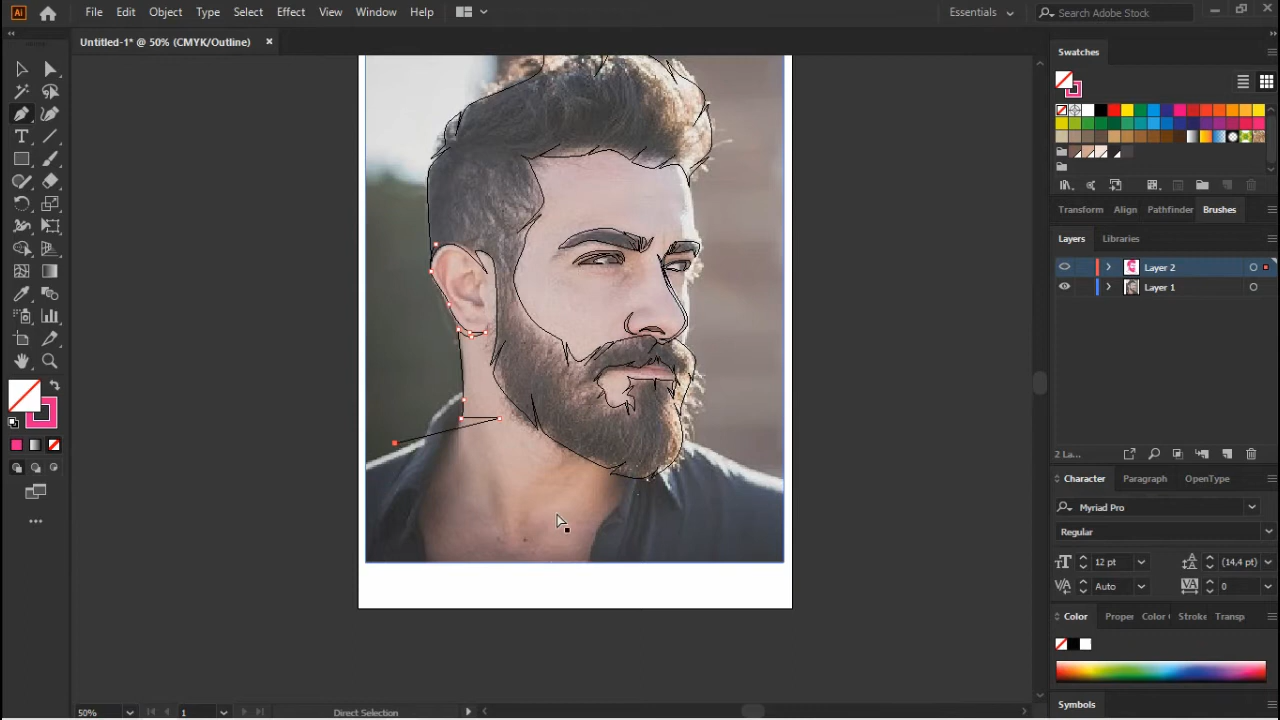 Ai File Edit Object Type Select Effect View Window Help Essentials Search Adobe Stock
Untitled-1* @ 50% (CMYK/Outline)
Swatches
Transform Align Pathfinder Brushes
Layers Libraries
Layer 2
Layer 1
2 La...
Character Paragraph OpenType
Myriad Pro
Regular
12 pt (14,4 pt)
Auto 0
Color Proper Color Stroke Transp
Symbols
50% 1 Direct Selection